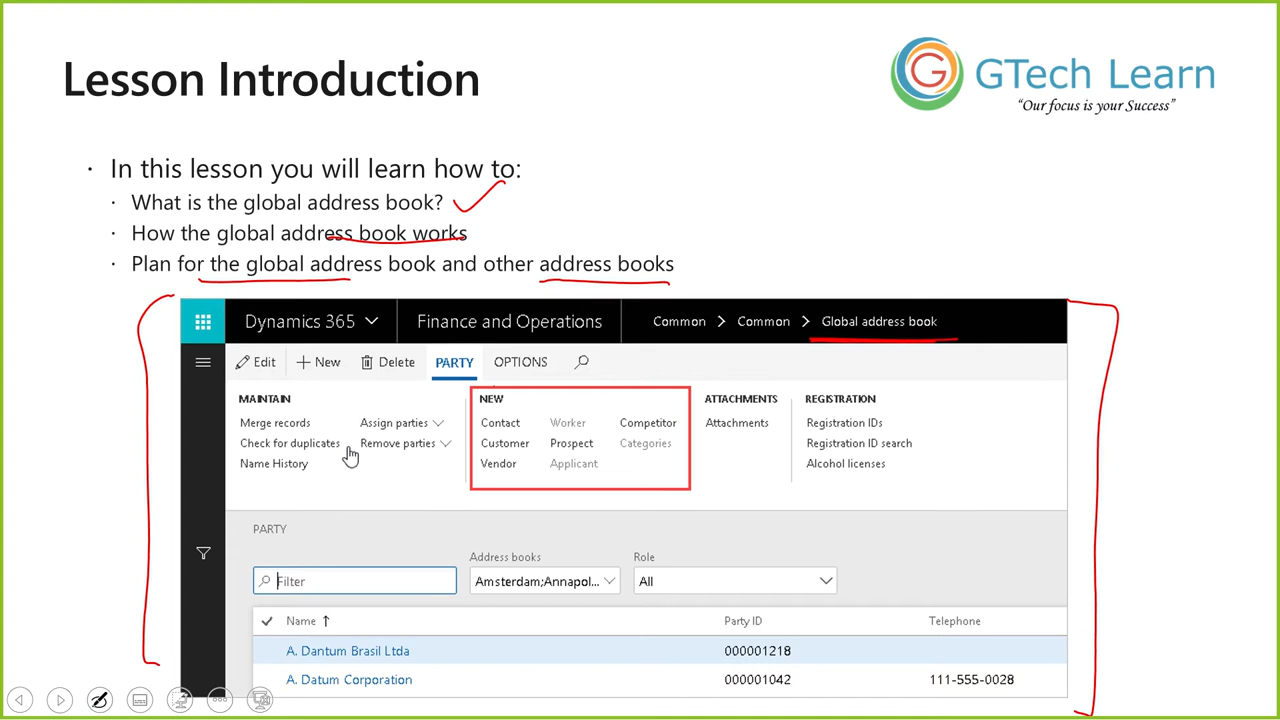 Lesson Introduction
G
GTech Learn
“Our focus is your Success”
· In this lesson you will learn how to:
· What is the global address book?
· How the global address book works
· Plan for the global address book and other address books
Dynamics 365 Finance and Operations Common Common Global address book
Edit New Delete PARTY OPTIONS
MAINTAIN
Merge records Assign parties
Check for duplicates Remove parties
Name History
NEW
Contact Worker Competitor
Customer Prospect Categories
Vendor Applicant
ATTACHMENTS
Attachments
REGISTRATION
Registration IDs
Registration ID search
Alcohol licenses
PARTY
Address books Role
Filter Amsterdam;Annapol... All
Name ↑ Party ID Telephone
A. Dantum Brasil Ltda 000001218
A. Datum Corporation 000001042 111-555-0028